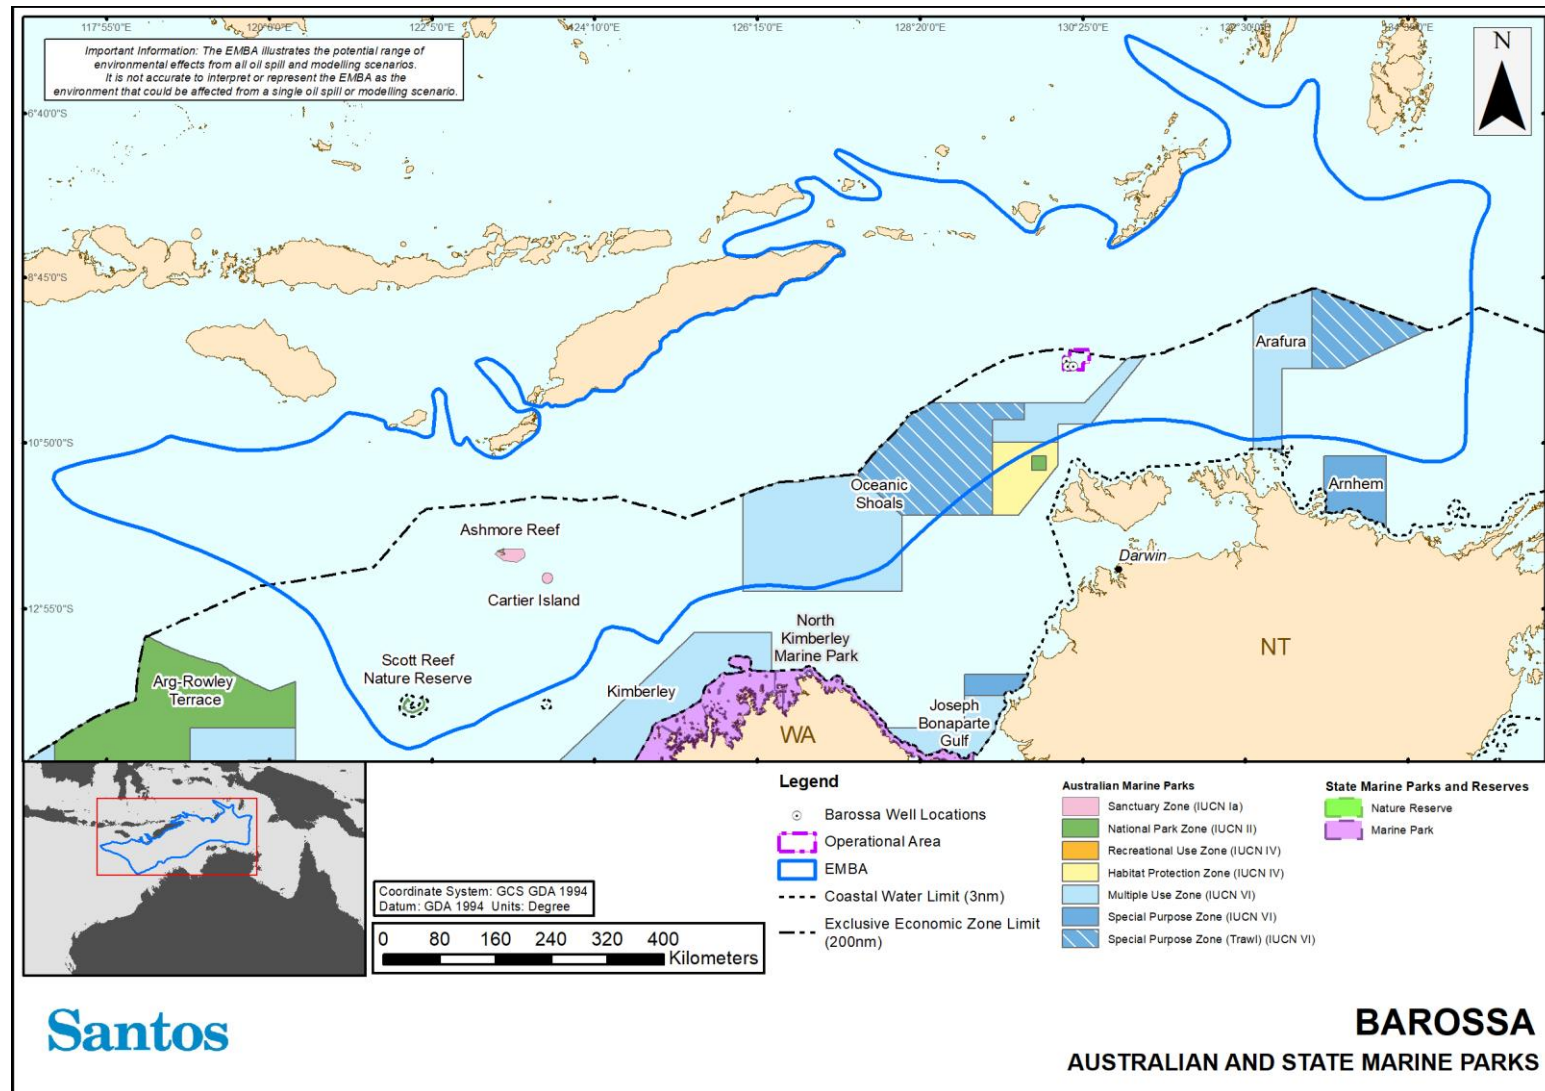 117°55'0"E
120°0'0"E
122°5'0"E
124°10'0"E
126°15'0"E
128°20'0"E
130°25'0"E
132°30'0"E
134°35'0"E
Important Information: The EMBA illustrates the potential range of
environmental effects from all oil spill and modelling scenarios.
It is not accurate to interpret or represent the EMBA as the
environment that could be affected from a single oil spill or modelling scenario.
N
6°40'0"S
8°45'0"S
10°50'0"S
12°55'0"S
Arafura
Oceanic
Shoals
Arnhem
Ashmore Reef
Cartier Island
Darwin
North
Kimberley
Marine Park
NT
Scott Reef
Nature Reserve
Arg-Rowley
Terrace
Kimberley
Joseph
Bonaparte
Gulf
WA
Coordinate System: GCS GDA 1994
Datum: GDA 1994 Units: Degree
0 80 160 240 320 400
Kilometers
Legend
Barossa Well Locations
Operational Area
EMBA
Coastal Water Limit (3nm)
Exclusive Economic Zone Limit
(200nm)
Australian Marine Parks
Sanctuary Zone (IUCN Ia)
National Park Zone (IUCN II)
Recreational Use Zone (IUCN IV)
Habitat Protection Zone (IUCN IV)
Multiple Use Zone (IUCN VI)
Special Purpose Zone (IUCN VI)
Special Purpose Zone (Trawl) (IUCN VI)
State Marine Parks and Reserves
Nature Reserve
Marine Park
Santos
BAROSSA
AUSTRALIAN AND STATE MARINE PARKS